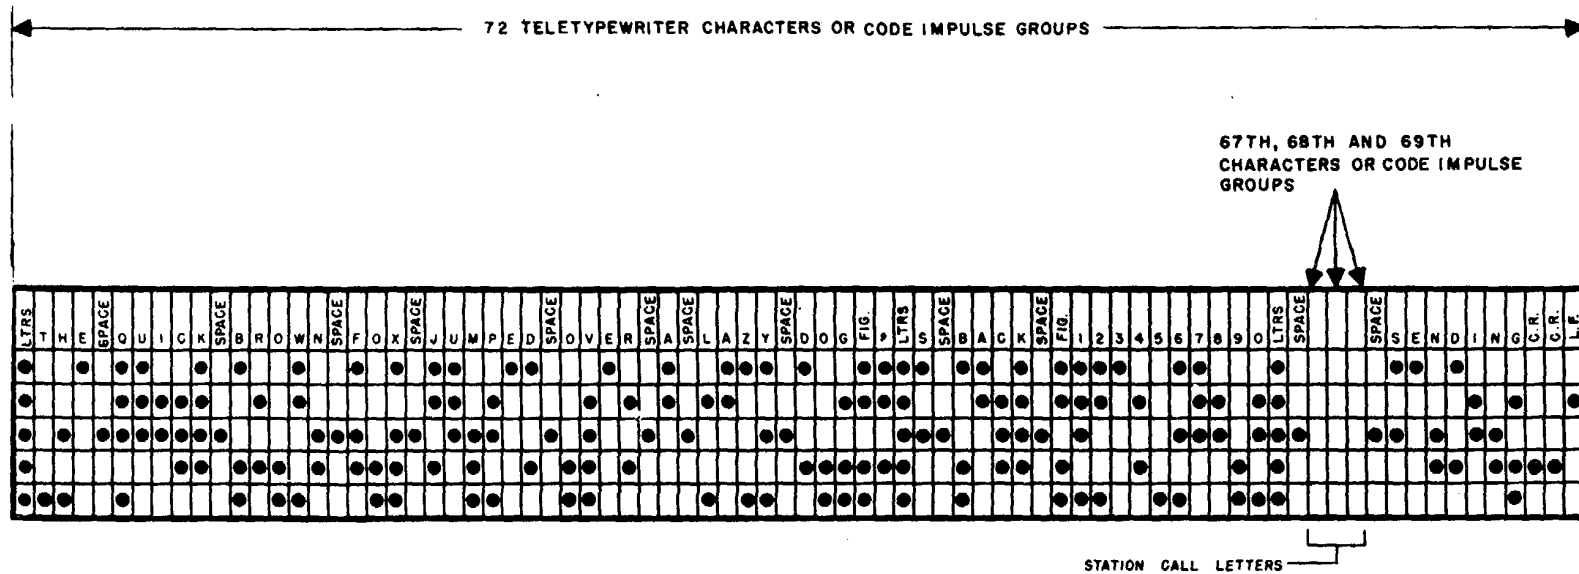 72 TELETYPEWRITER CHARACTERS OR CODE IMPULSE GROUPS
67TH, 68TH AND 69TH
CHARACTERS OR CODE IMPULSE
GROUPS
LTRS T H E SPACE Q U I C K SPACE B R O W N SPACE F O X SPACE J U M P E D SPACE O V E R SPACE A SPACE L A Z Y SPACE D O G FIG. LTRS S SPACE B A C K SPACE FIG. 1 2 3 4 5 6 7 8 9 0 LTRS SPACE SPACE S E N D I N G C.R. C.R. L.F.
STATION CALL LETTERS